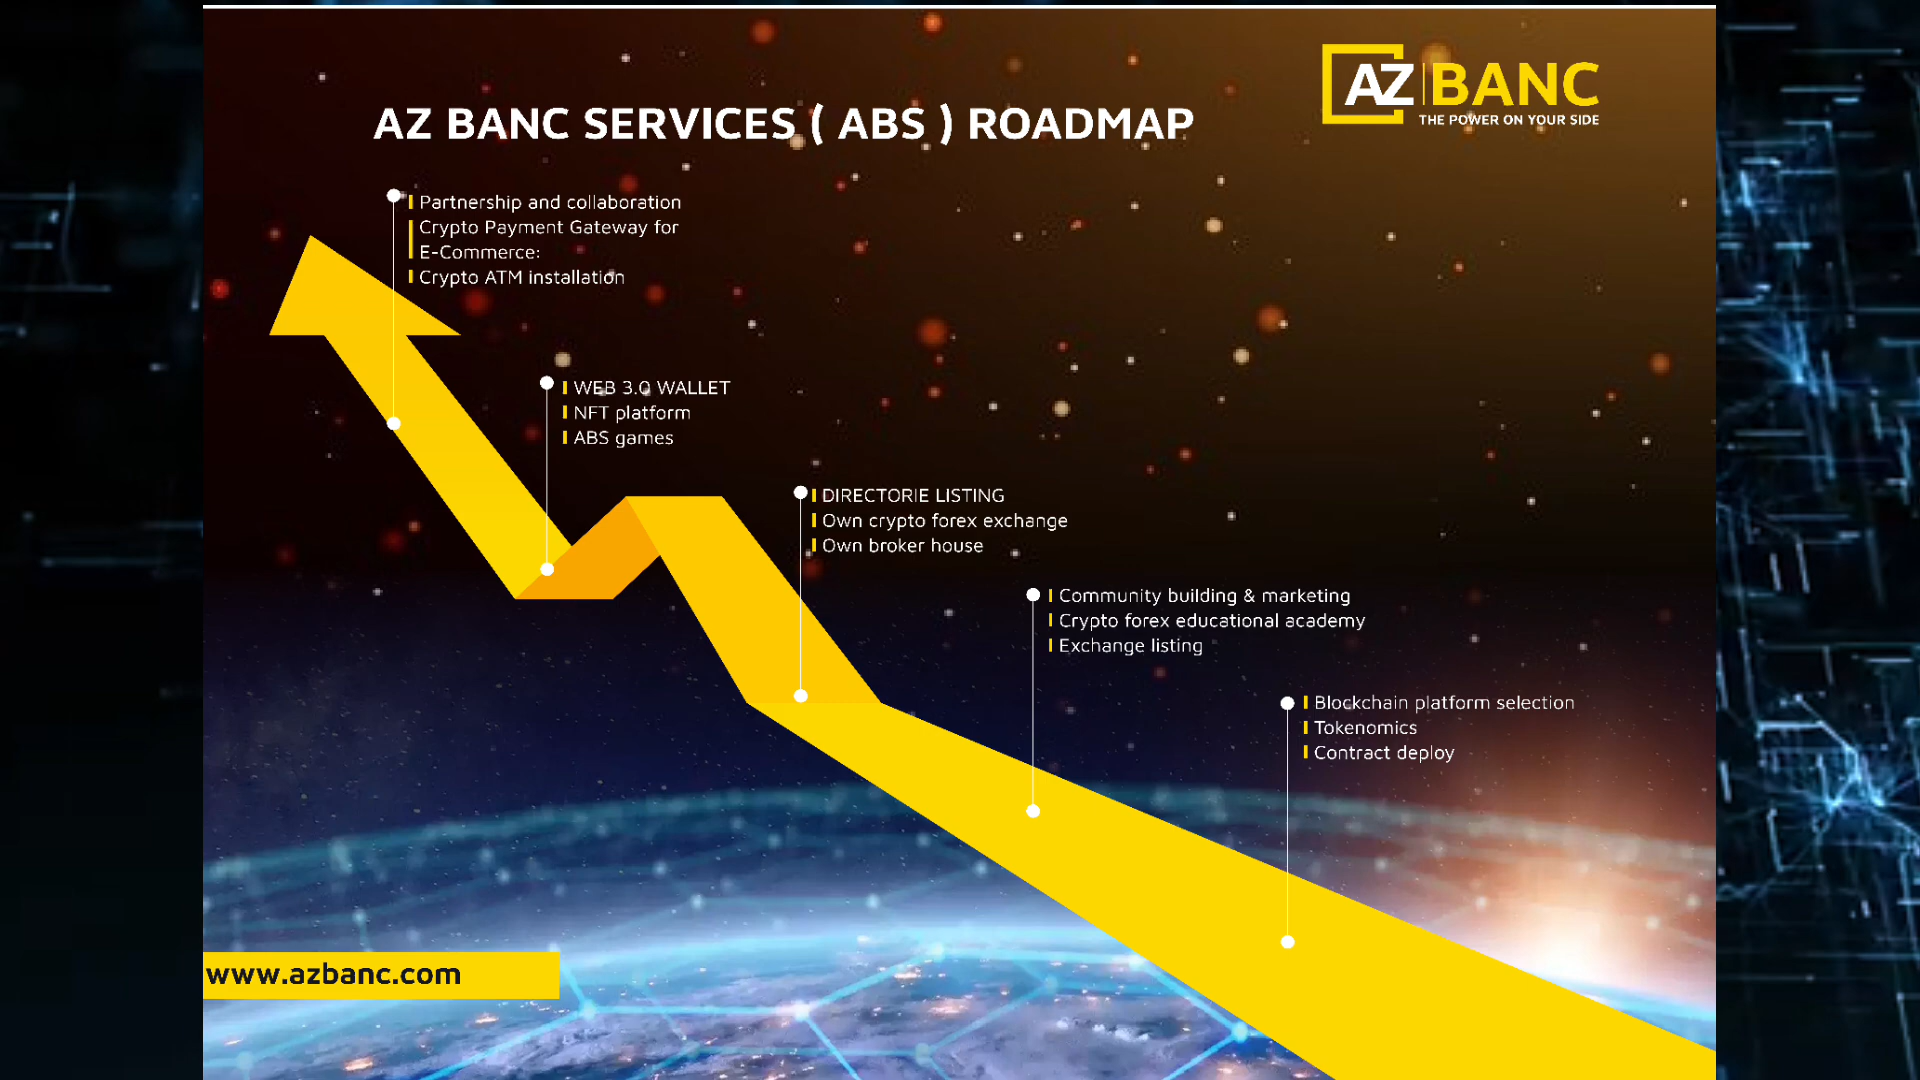 AZ BANC
THE POWER ON YOUR SIDE
AZ BANC SERVICES ( ABS ) ROADMAP
Partnership and collaboration
Crypto Payment Gateway for
E-Commerce:
Crypto ATM installation
WEB 3.0 WALLET
NFT platform
ABS games
DIRECTORIE LISTING
Own crypto forex exchange
Own broker house
Community building & marketing
Crypto forex educational academy
Exchange listing
Blockchain platform selection
Tokenomics
Contract deploy
www.azbanc.com